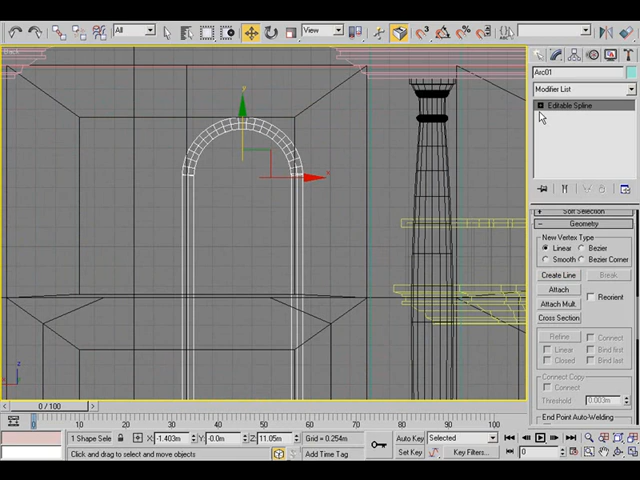 All
View
Back
Arc01
Modifier List
Editable Spline
y
x
Soft Selection
Geometry
New Vertex Type
Linear Bezier
Smooth Bezier Corner
Create Line Break
Attach
Attach Mult. Reorient
Cross Section
Refine Connect
Linear Bind first
Closed Bind last
Connect Copy
Connect
Threshold 0.003m
End Point Auto-Welding
z
x
0 / 100
0 10 20 30 40 50 60 70 80 90 100
1 Shape Sele X: -1.403m Y: -0.0m Z: 11.05m Grid = 0.254m Auto Key Selected
Click and drag to select and move objects Add Time Tag Set Key Key Filters... 0